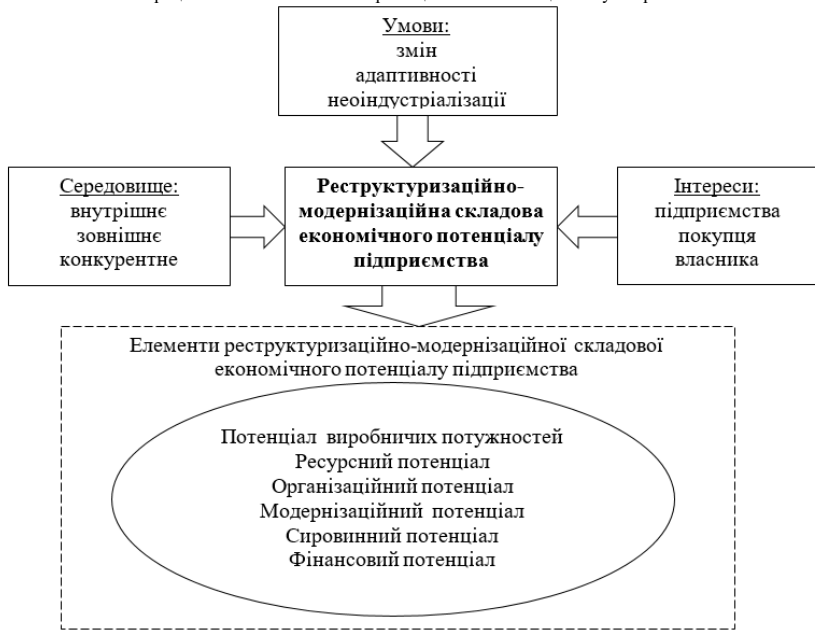 Умови:
змін
адаптивності
неоіндустріалізації
Середовище:
внутрішнє
зовнішнє
конкурентне
Реструктуризаційно-
модернізаційна складова
економічного потенціалу
підприємства
Інтереси:
підприємства
покупця
власника
Елементи реструктуризаційно-модернізаційної складової
економічного потенціалу підприємства
Потенціал виробничих потужностей
Ресурсний потенціал
Організаційний потенціал
Модернізаційний потенціал
Сировинний потенціал
Фінансовий потенціал